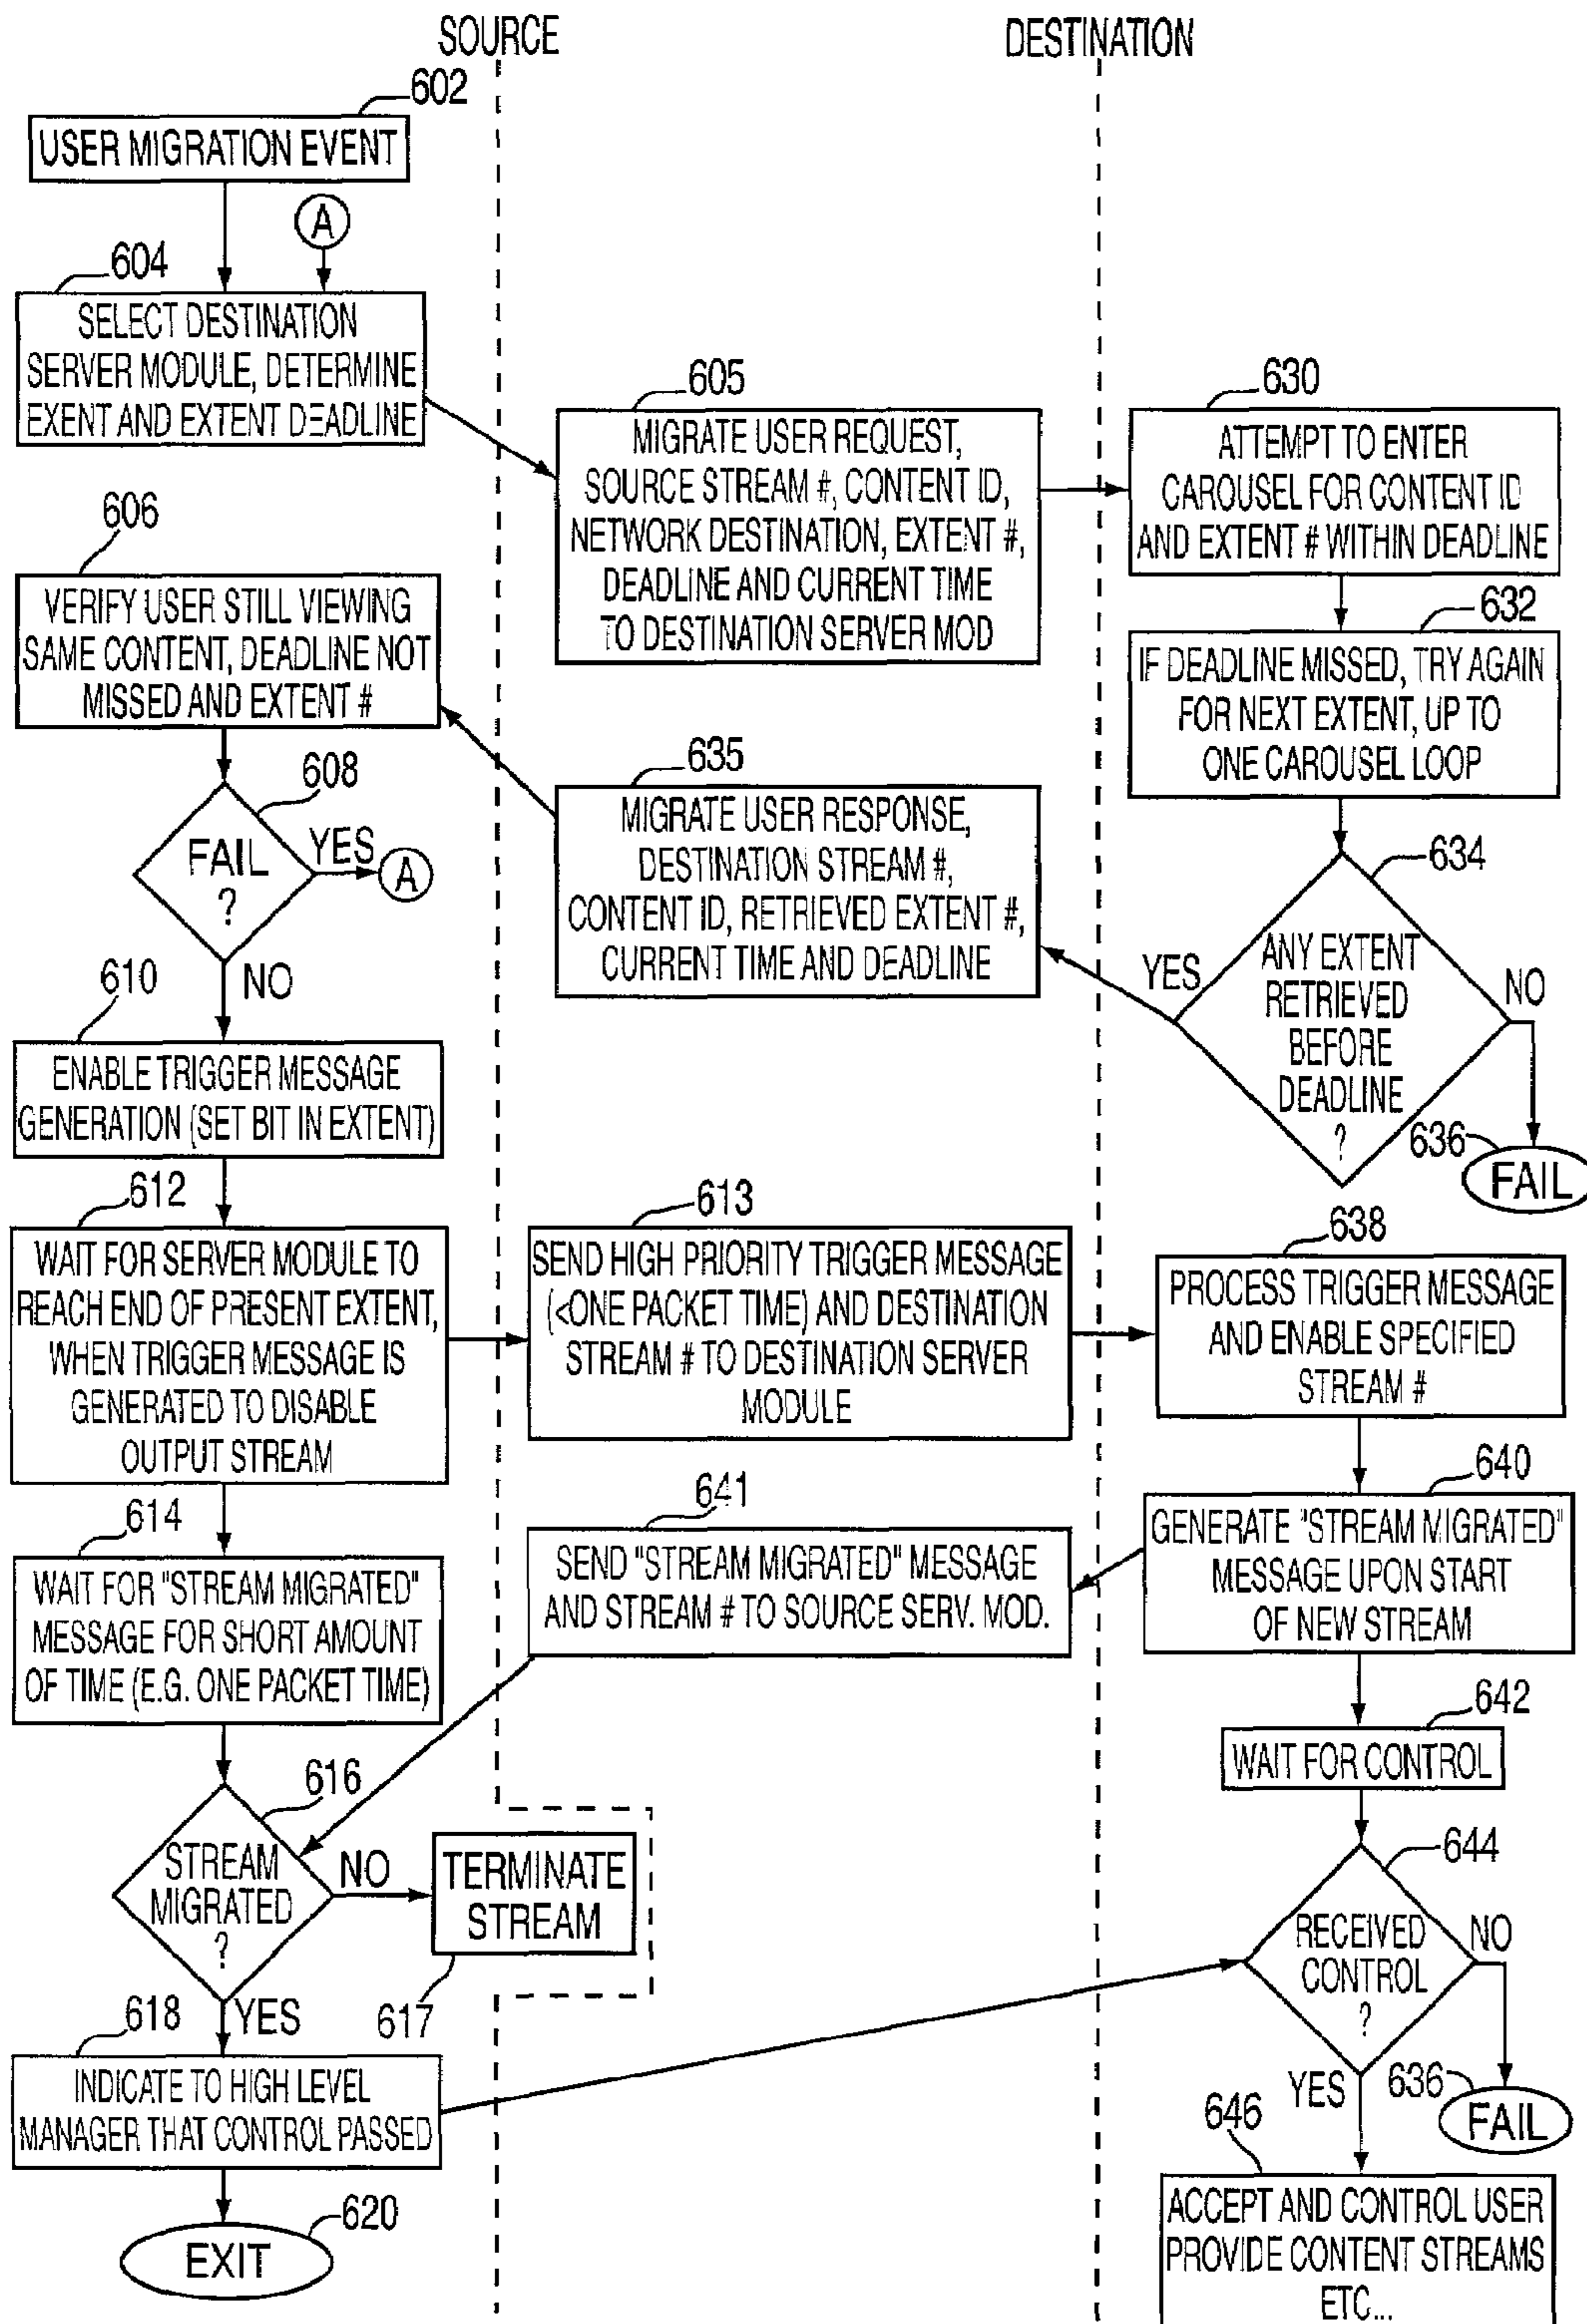 SOURCE
DESTINATION
602
USER MIGRATION EVENT
A
604
SELECT DESTINATION
SERVER MODULE, DETERMINE
EXENT AND EXTENT DEADLINE
605
MIGRATE USER REQUEST,
SOURCE STREAM #, CONTENT ID,
NETWORK DESTINATION, EXTENT #,
DEADLINE AND CURRENT TIME
TO DESTINATION SERVER MOD
630
ATTEMPT TO ENTER
CAROUSEL FOR CONTENT ID
AND EXTENT # WITHIN DEADLINE
606
VERIFY USER STILL VIEWING
SAME CONTENT, DEADLINE NOT
MISSED AND EXTENT #
632
IF DEADLINE MISSED, TRY AGAIN
FOR NEXT EXTENT, UP TO
ONE CAROUSEL LOOP
608
FAIL
?
YES
A
NO
635
MIGRATE USER RESPONSE,
DESTINATION STREAM #,
CONTENT ID, RETRIEVED EXTENT #,
CURRENT TIME AND DEADLINE
634
ANY EXTENT
RETRIEVED
BEFORE
DEADLINE
?
YES
NO
636
FAIL
610
ENABLE TRIGGER MESSAGE
GENERATION (SET BIT IN EXTENT)
612
WAIT FOR SERVER MODULE TO
REACH END OF PRESENT EXTENT,
WHEN TRIGGER MESSAGE IS
GENERATED TO DISABLE
OUTPUT STREAM
613
SEND HIGH PRIORITY TRIGGER MESSAGE
(<ONE PACKET TIME) AND DESTINATION
STREAM # TO DESTINATION SERVER
MODULE
638
PROCESS TRIGGER MESSAGE
AND ENABLE SPECIFIED
STREAM #
614
WAIT FOR "STREAM MIGRATED"
MESSAGE FOR SHORT AMOUNT
OF TIME (E.G. ONE PACKET TIME)
641
SEND "STREAM MIGRATED" MESSAGE
AND STREAM # TO SOURCE SERV. MOD.
640
GENERATE "STREAM MIGRATED"
MESSAGE UPON START
OF NEW STREAM
642
WAIT FOR CONTROL
616
STREAM
MIGRATED
?
NO
TERMINATE
STREAM
617
YES
644
RECEIVED
CONTROL
?
NO
YES
636
FAIL
618
INDICATE TO HIGH LEVEL
MANAGER THAT CONTROL PASSED
620
EXIT
646
ACCEPT AND CONTROL USER
PROVIDE CONTENT STREAMS
ETC...